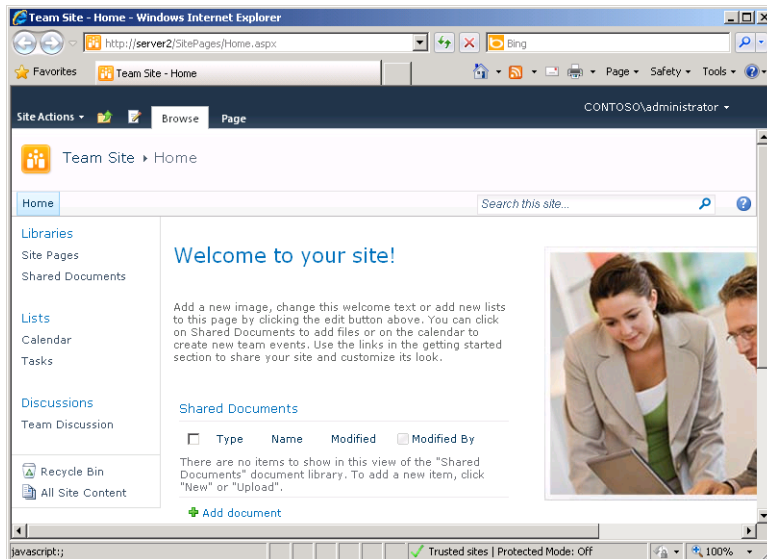 Team Site - Home - Windows Internet Explorer
http://server2/SitePages/Home.aspx
Bing
Favorites
Team Site - Home
Page
Safety
Tools
CONTOSO\administrator
Site Actions
Browse
Page
Team Site
Home
Home
Search this site...
Libraries
Site Pages
Shared Documents
Lists
Calendar
Tasks
Discussions
Team Discussion
Recycle Bin
All Site Content
Welcome to your site!
Add a new image, change this welcome text or add new lists
to this page by clicking the edit button above. You can click
on Shared Documents to add files or on the calendar to
create new team events. Use the links in the getting started
section to share your site and customize its look.
Shared Documents
Type Name Modified Modified By
There are no items to show in this view of the "Shared
Documents" document library. To add a new item, click
"New" or "Upload".
Add document
javascript:;
Trusted sites | Protected Mode: Off
100%